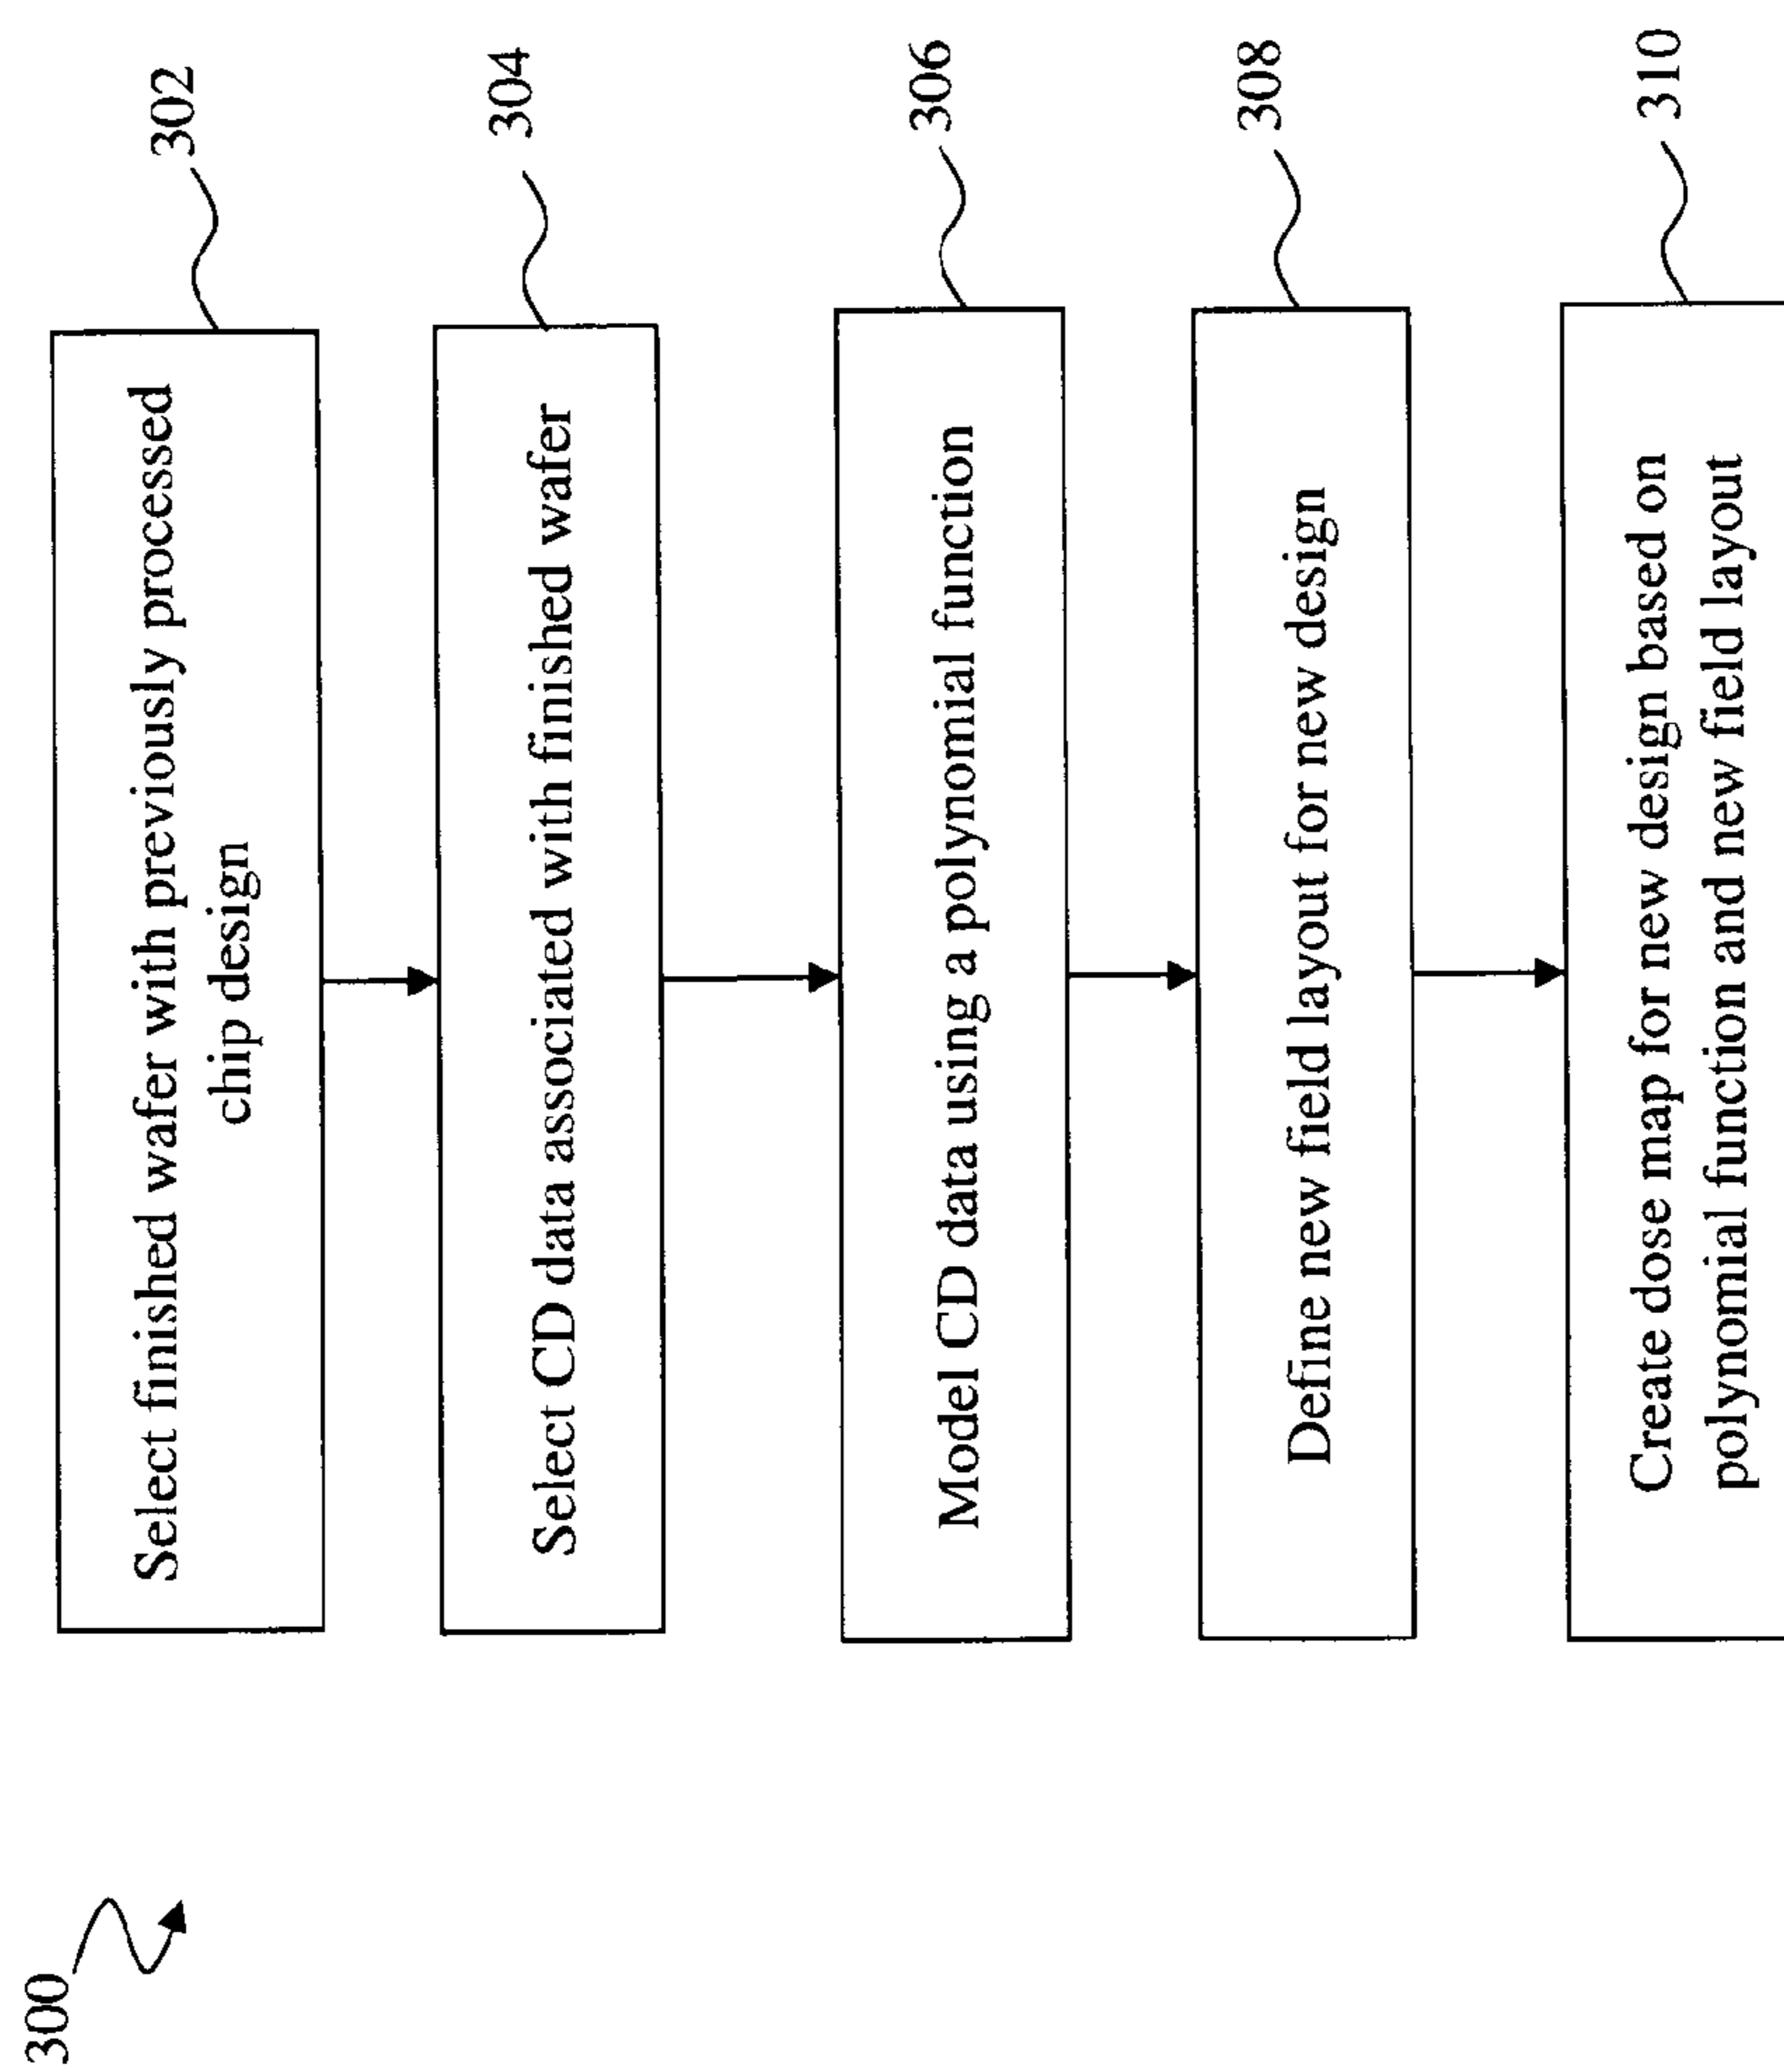 300
Select finished wafer with previously processed
chip design
302
Select CD data associated with finished wafer
304
Model CD data using a polynomial function
306
Define new field layout for new design
308
Create dose map for new design based on
polynomial function and new field layout
310